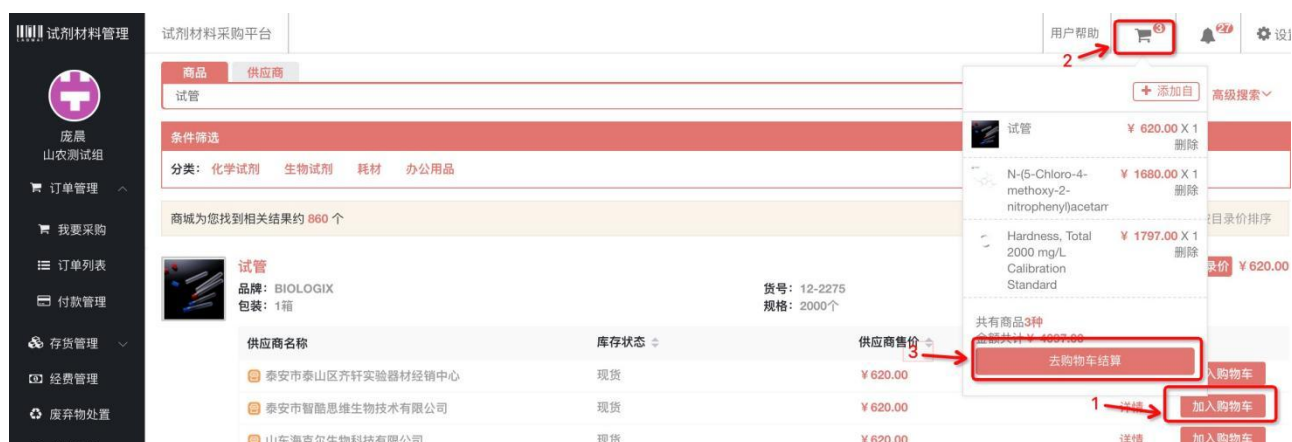 试剂材料管理
试剂材料采购平台
用户帮助
3
27
设
2
商品
供应商
试管
添加自
高级搜索
庞晨
山农测试组
条件筛选
分类： 化学试剂 生物试剂 耗材 办公用品
试管 ¥ 620.00 X 1
删除
N-(5-Chloro-4-
methoxy-2-
nitrophenyl)acetam
¥ 1680.00 X 1
删除
Hardness, Total
2000 mg/L
Calibration
Standard
¥ 1797.00 X 1
删除
共有商品3种
金额共计¥ 4097.00
3
去购物车结算
订单管理
我要采购
订单列表
付款管理
存货管理
经费管理
废弃物处置
商城为您找到相关结果约 860 个
目录价排序
试管
品牌： BIOLOGIX
包装： 1箱
货号： 12-2275
规格： 2000个
录价 ¥ 620.00
供应商名称 库存状态 供应商售价
泰安市泰山区齐轩实验器材经销中心 现货 ¥ 620.00
入购物车
泰安市智酷思维生物技术有限公司 现货 ¥ 620.00 详情
1
加入购物车
山东海克尔生物科技有限公司 现货 ¥ 620.00 详情 加入购物车